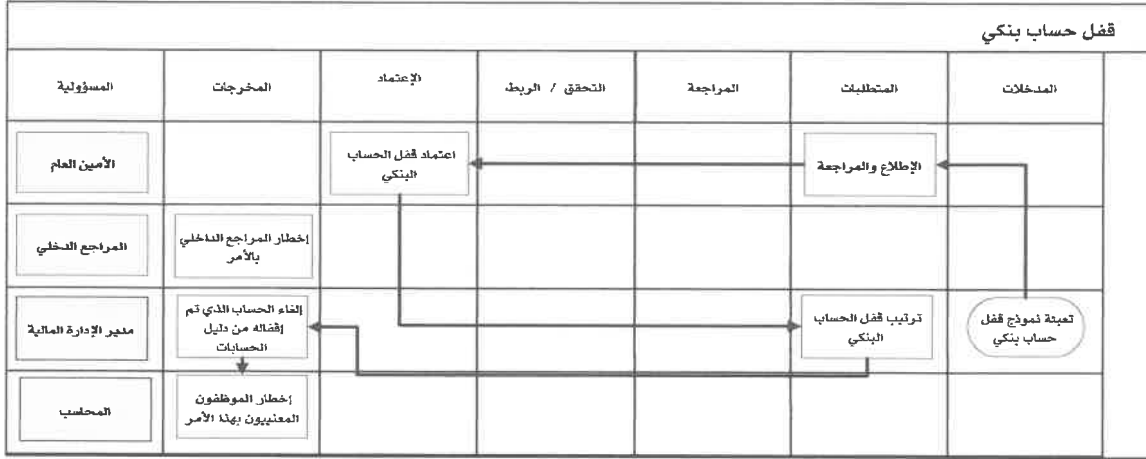 قفل حساب بنكي
المدخلات
المتطلبات
المراجعة
التحقق / الربط
الإعتماد
المخرجات
المسؤولية
الإطلاع والمراجعة
اعتماد قفل الحساب
البنكي
الأمين العام
إخطار المراجع الداخلي
بالأمر
المراجع الدخلي
تعبئة نموذج قفل
حساب بنكي
ترتيب قفل الحساب
البنكي
إلغاء الحساب الذي تم
إقفاله من دليل
الحسابات
مدير الإدارة المالية
إخطار الموظفون
المعنييون بهذا الأمر
المحاسب